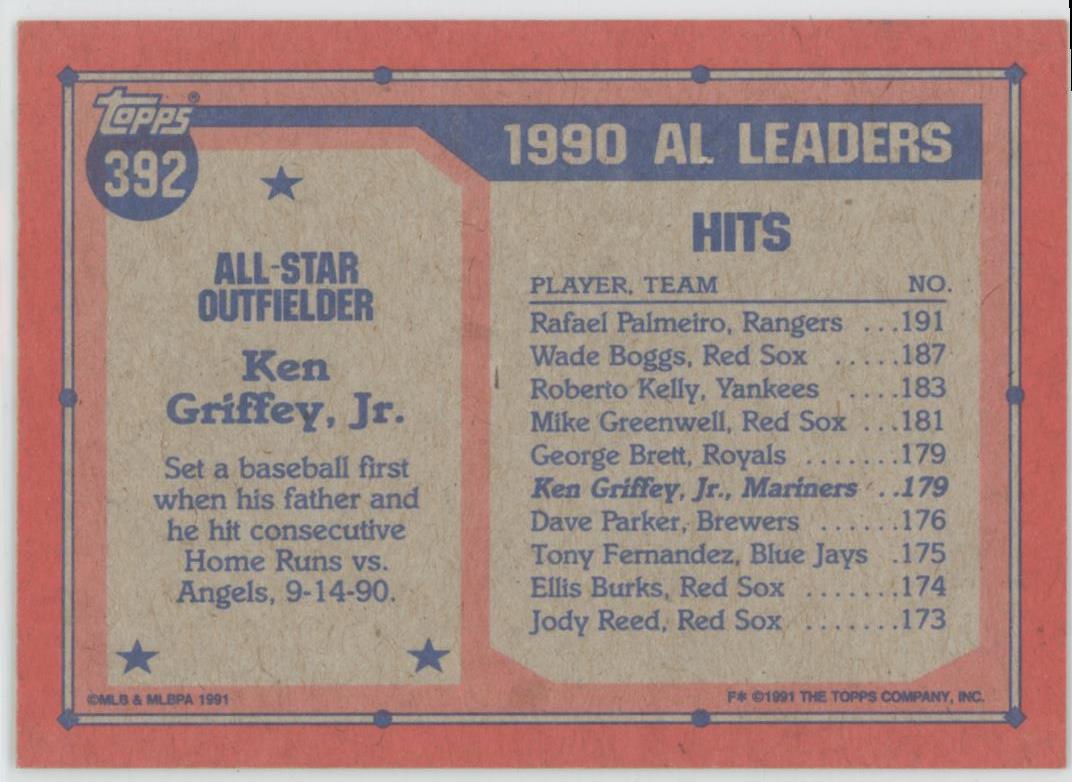 Topps®
392
ALL-STAR
OUTFIELDER
Ken
Griffey, Jr.
Set a baseball first
when his father and
he hit consecutive
Home Runs vs.
Angels, 9-14-90.
1990 AL LEADERS
HITS
PLAYER, TEAM NO.
Rafael Palmeiro, Rangers ...191
Wade Boggs, Red Sox .....187
Roberto Kelly, Yankees ....183
Mike Greenwell, Red Sox ...181
George Brett, Royals .......179
Ken Griffey, Jr., Mariners ..179
Dave Parker, Brewers ......176
Tony Fernandez, Blue Jays .175
Ellis Burks, Red Sox .......174
Jody Reed, Red Sox .......173
©MLB & MLBPA 1991
F* ©1991 THE TOPPS COMPANY, INC.